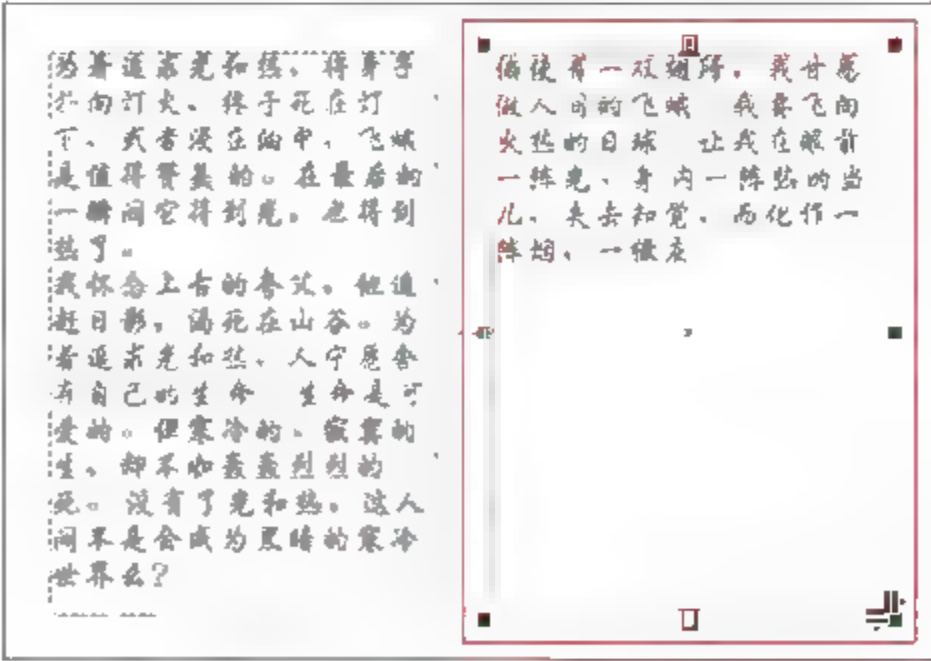 为着追求光和热，将身子
扑向灯火，终于死在灯
下，或者浸在油中，飞蛾
是值得赞美的。在最后的
一瞬间它得到光，也得到
热了。
我怀念上古的夸父，他追
赶日影，渴死在山谷。为
着追求光和热，人宁愿舍
弃自己的生命 生命是可
爱的。但寒冷的、寂寞的
生，却不如轰轰烈烈的
死。没有了光和热，这人
间不是会成为黑暗的寒冷
世界么？
倘使有一双翅膀，我甘愿
做人间的飞蛾 我要飞向
火热的日球 让我在眼前
一阵光、身内一阵热的当
儿，失去知觉，而化作一
阵烟，一撮灰